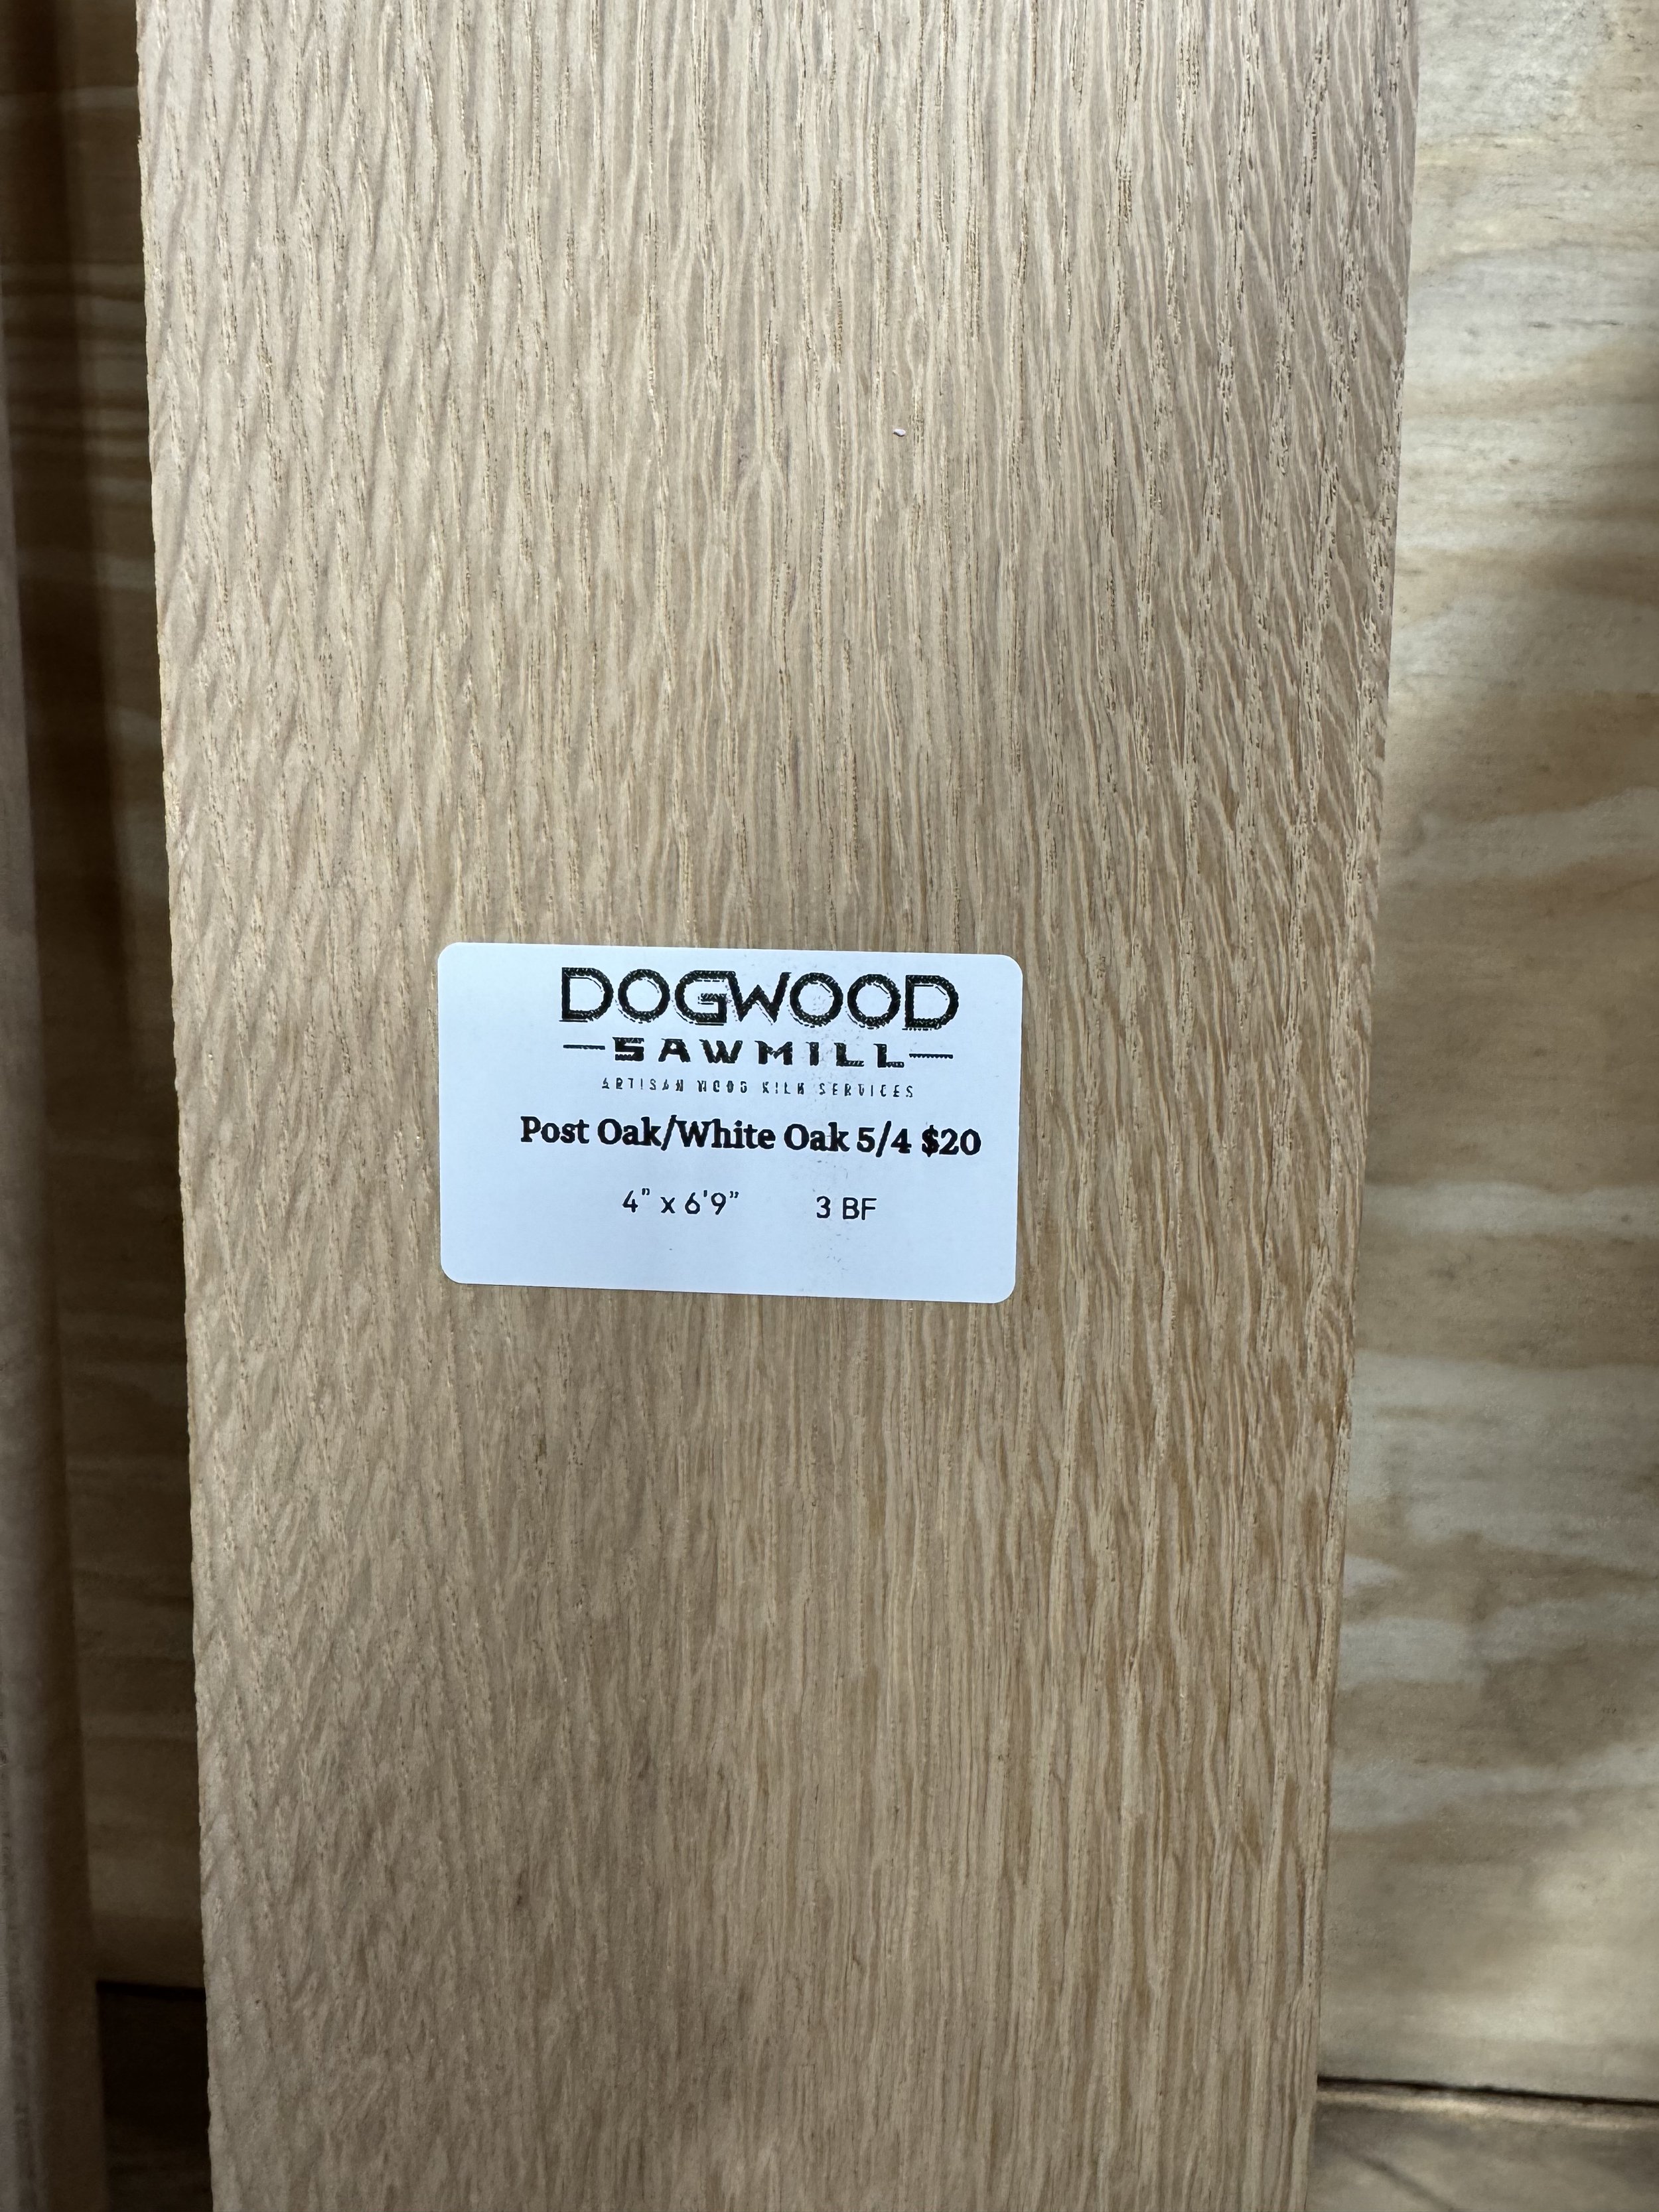 DOGWOOD
SAWMILL
ARTISAN WOOD KILN SERVICES
Post Oak/White Oak 5/4 $20
4" x 6'9" 3 BF